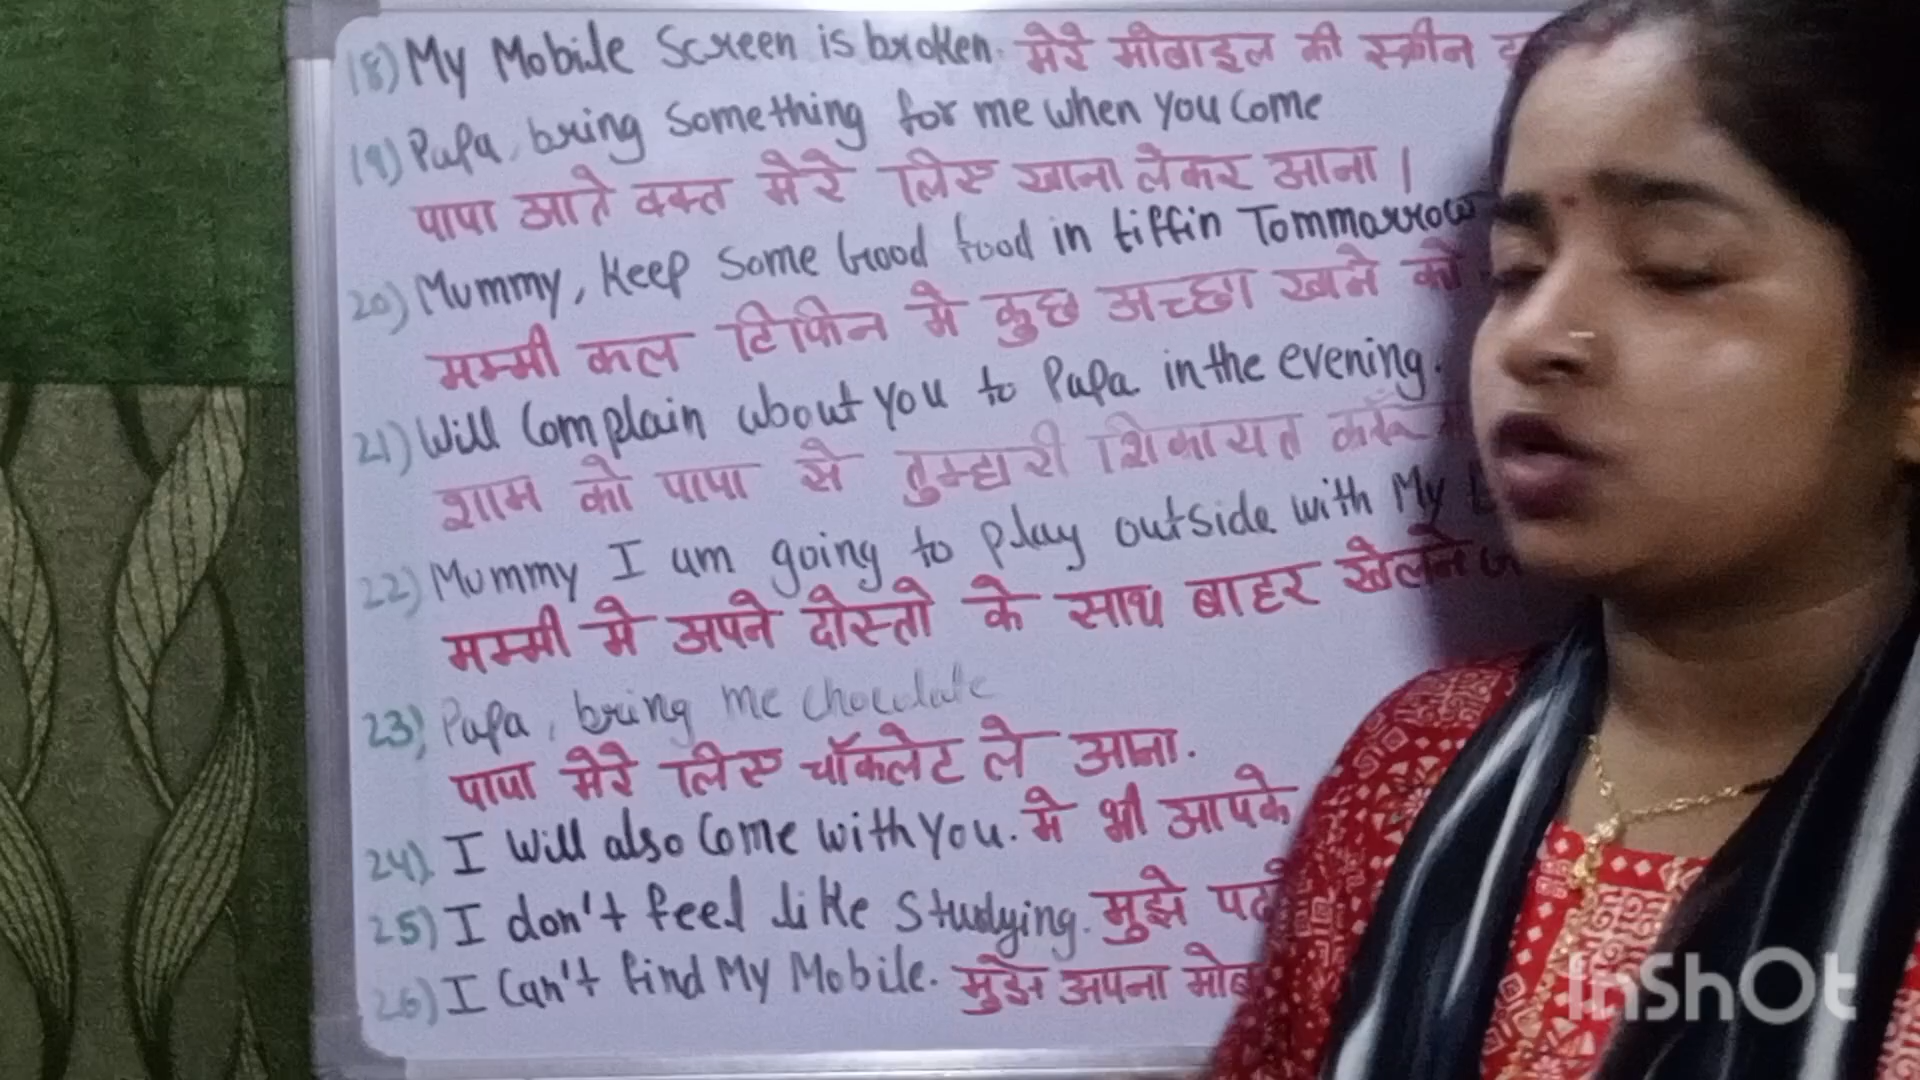 18) My Mobile Screen is broken. मेरे मोबाइल की स्क्रीन
19) Papa, bring something for me when you come
पापा आते वक्त मेरे लिए खाना लेकर आना।
20) Mummy, keep some Good food in tiffin Tommarrow
मम्मी कल टिफिन मे कुछ अच्छा खाने को
21) Will Complain about you to Papa in the evening.
शाम को पापा से तुम्हारी शिकायत
22) Mummy I am going to play outside with My
मम्मी मे अपने दोस्तो के साथ बाहर खेलने
23) Papa, bring me chocolate
पापा मेरे लिए चॉकलेट ले आना.
24). I will also Come with you. मे भी आपके
25) I don't feel like studying. मुझे
26) I can't find My Mobile. मुझे अपना
InShOt